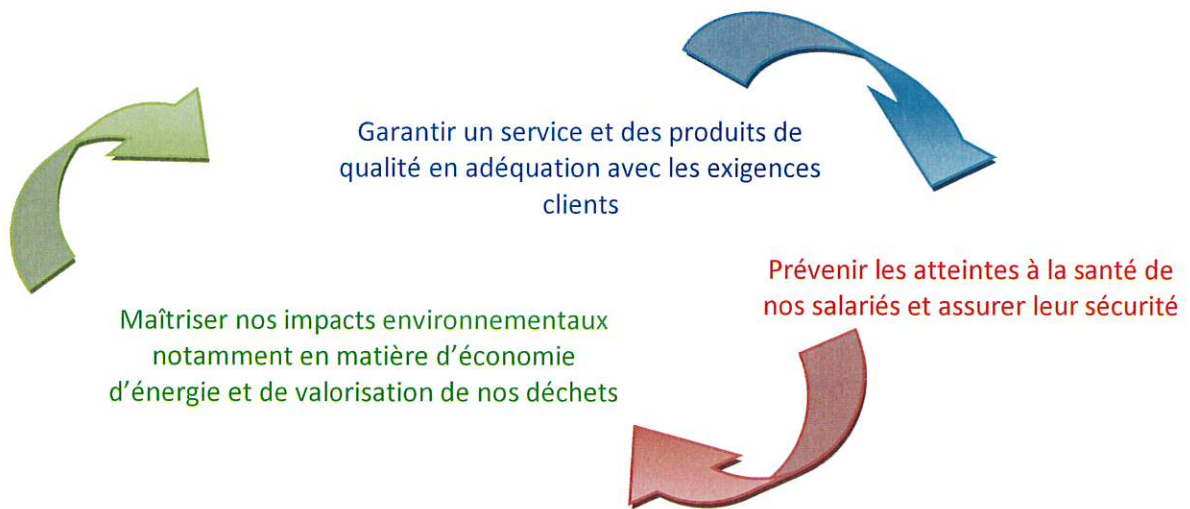 Garantir un service et des produits de
qualité en adéquation avec les exigences
clients
Prévenir les atteintes à la santé de
nos salariés et assurer leur sécurité
Maîtriser nos impacts environnementaux
notamment en matière d’économie
d’énergie et de valorisation de nos déchets